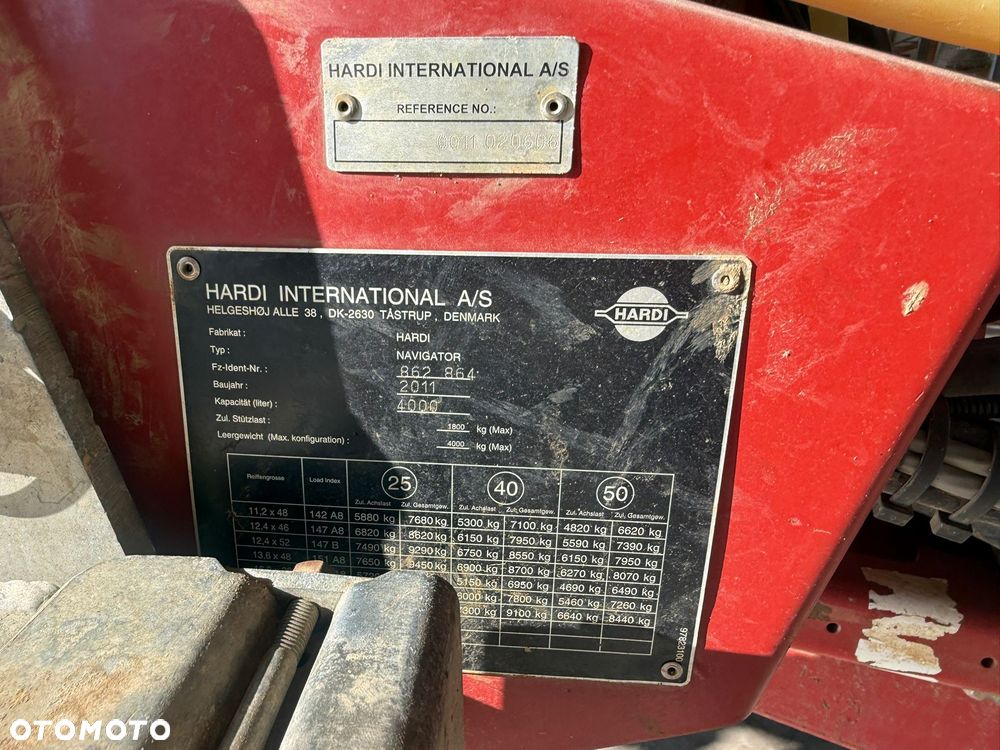 HARDI INTERNATIONAL A/S
REFERENCE NO.:
6011 020606
HARDI INTERNATIONAL A/S
HELGESHØJ ALLE 38, DK-2630 TÅSTRUP, DENMARK
HARDI
Fabrikat : HARDI
Typ : NAVIGATOR
Fz-Ident-Nr. : 862 864
Baujahr : 2011
Kapacität (liter) : 4000
Zul. Stützlast : 1800 kg (Max)
Leergewicht (Max. konfiguration) : 4000 kg (Max)
25 40 50
Reiffengrosse Load Index Zul. Achslast Zul. Gesamtgew. Zul. Achslast Zul. Gesamtgew. Zul. Achslast Zul. Gesamtgew.
11,2 x 48 142 A8 5880 kg 7680 kg 5300 kg 7100 kg 4820 kg 6620 kg
12,4 x 46 147 A8 6820 kg 8620 kg 6150 kg 7950 kg 5590 kg 7390 kg
12,4 x 52 147 B 7490 kg 9290 kg 6750 kg 8550 kg 6150 kg 7950 kg
13,6 x 48 151 A8 7650 kg 9450 kg 6900 kg 8700 kg 6270 kg 8070 kg
5150 kg 6950 kg 4690 kg 6490 kg
7800 kg 5460 kg 7260 kg
9100 kg 6640 kg 8440 kg
97823100
OTOMOTO